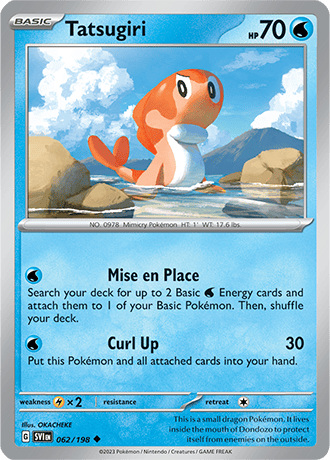 BASIC Tatsugiri HP 70
NO. 0978 Mimicry Pokémon HT: 1' WT: 17.6 lbs.
Mise en Place
Search your deck for up to 2 Basic Energy cards and
attach them to 1 of your Basic Pokémon. Then, shuffle
your deck.
Curl Up 30
Put this Pokémon and all attached cards into your hand.
weakness ×2 resistance retreat
Illus. OKACHEKE
G SVI EN 062/198
This is a small dragon Pokémon. It lives
inside the mouth of Dondozo to protect
itself from enemies on the outside.
©2023 Pokémon / Nintendo / Creatures / GAME FREAK